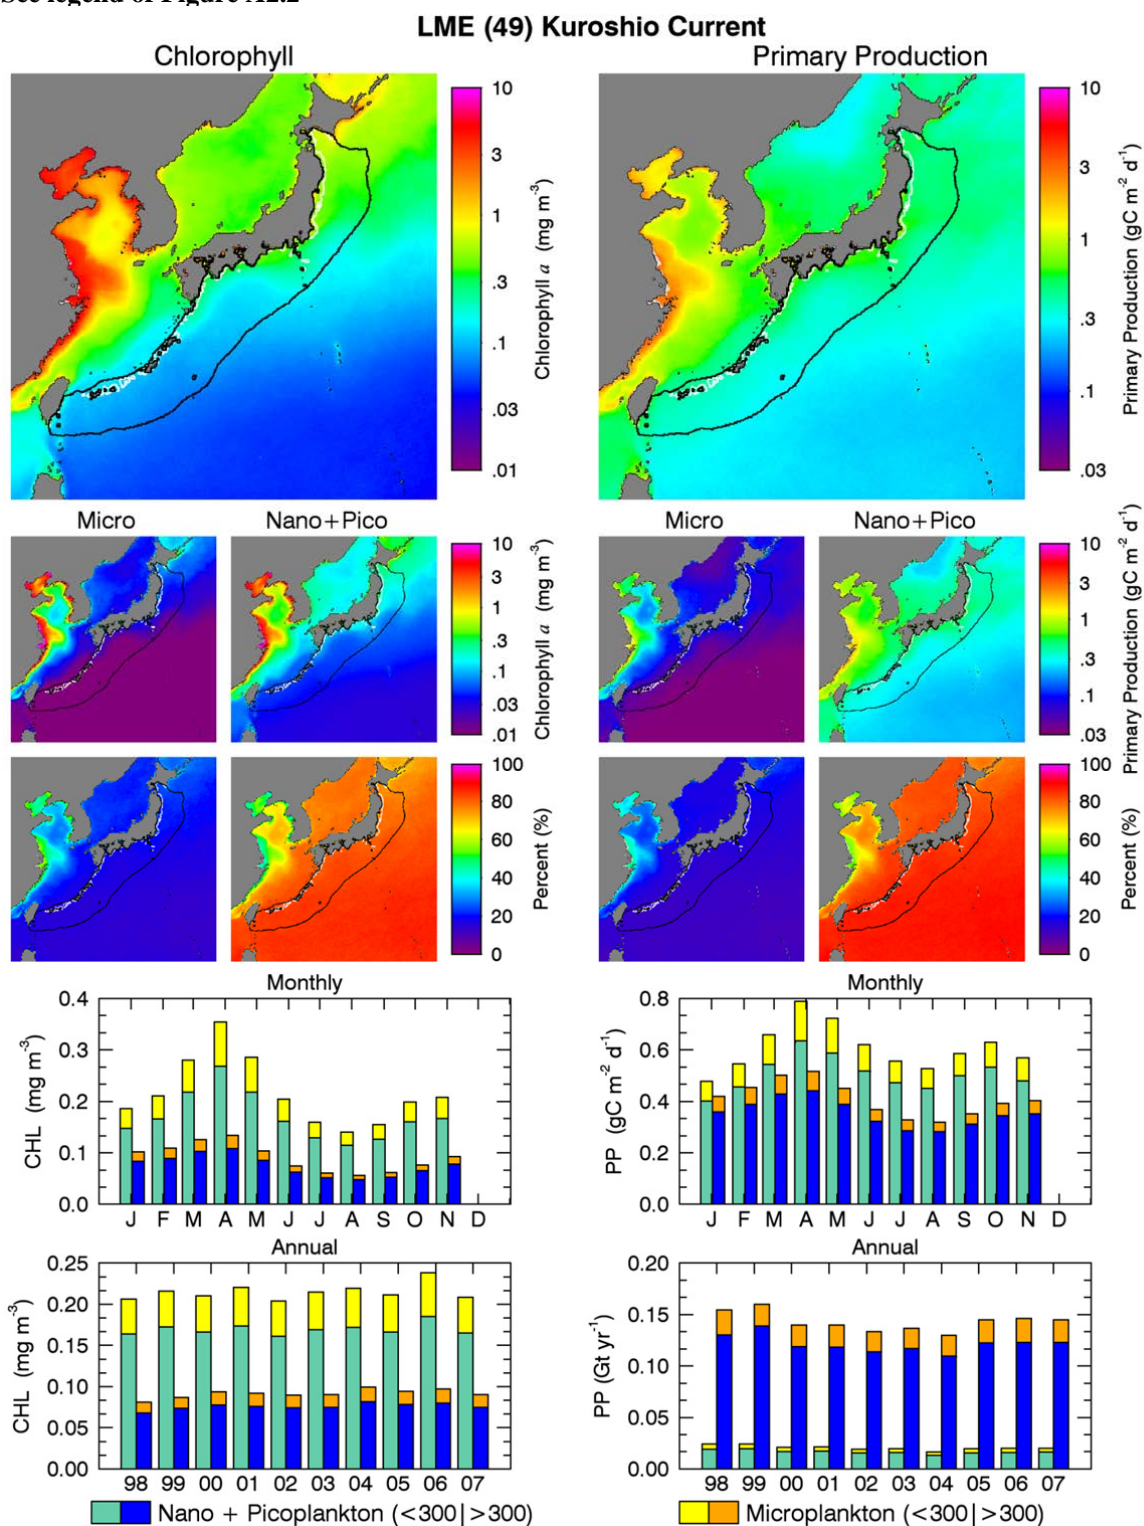 See legend of Figure A2.2
LME (49) Kuroshio Current
Chlorophyll
Primary Production
10
3
1
.3
.1
.03
.01
Chlorophyll a (mg m-3)
10
3
1
.3
.1
.03
Primary Production (gC m-2 d-1)
Micro
Nano+Pico
10
3
1
.3
.1
.03
.01
Chlorophyll a (mg m-3)
Micro
Nano+Pico
10
3
1
.3
.1
.03
Primary Production (gC m-2 d-1)
100
80
60
40
20
0
Percent (%)
100
80
60
40
20
0
Percent (%)
Monthly
0.4
0.3
0.2
0.1
0.0
CHL (mg m-3)
J F M A M J J A S O N D
Monthly
0.8
0.6
0.4
0.2
0.0
PP (gC m-2 d-1)
J F M A M J J A S O N D
Annual
0.25
0.20
0.15
0.10
0.05
0.00
CHL (mg m-3)
98 99 00 01 02 03 04 05 06 07
Annual
0.20
0.15
0.10
0.05
0.00
PP (Gt yr-1)
98 99 00 01 02 03 04 05 06 07
Nano + Picoplankton (<300|>300)
Microplankton (<300|>300)